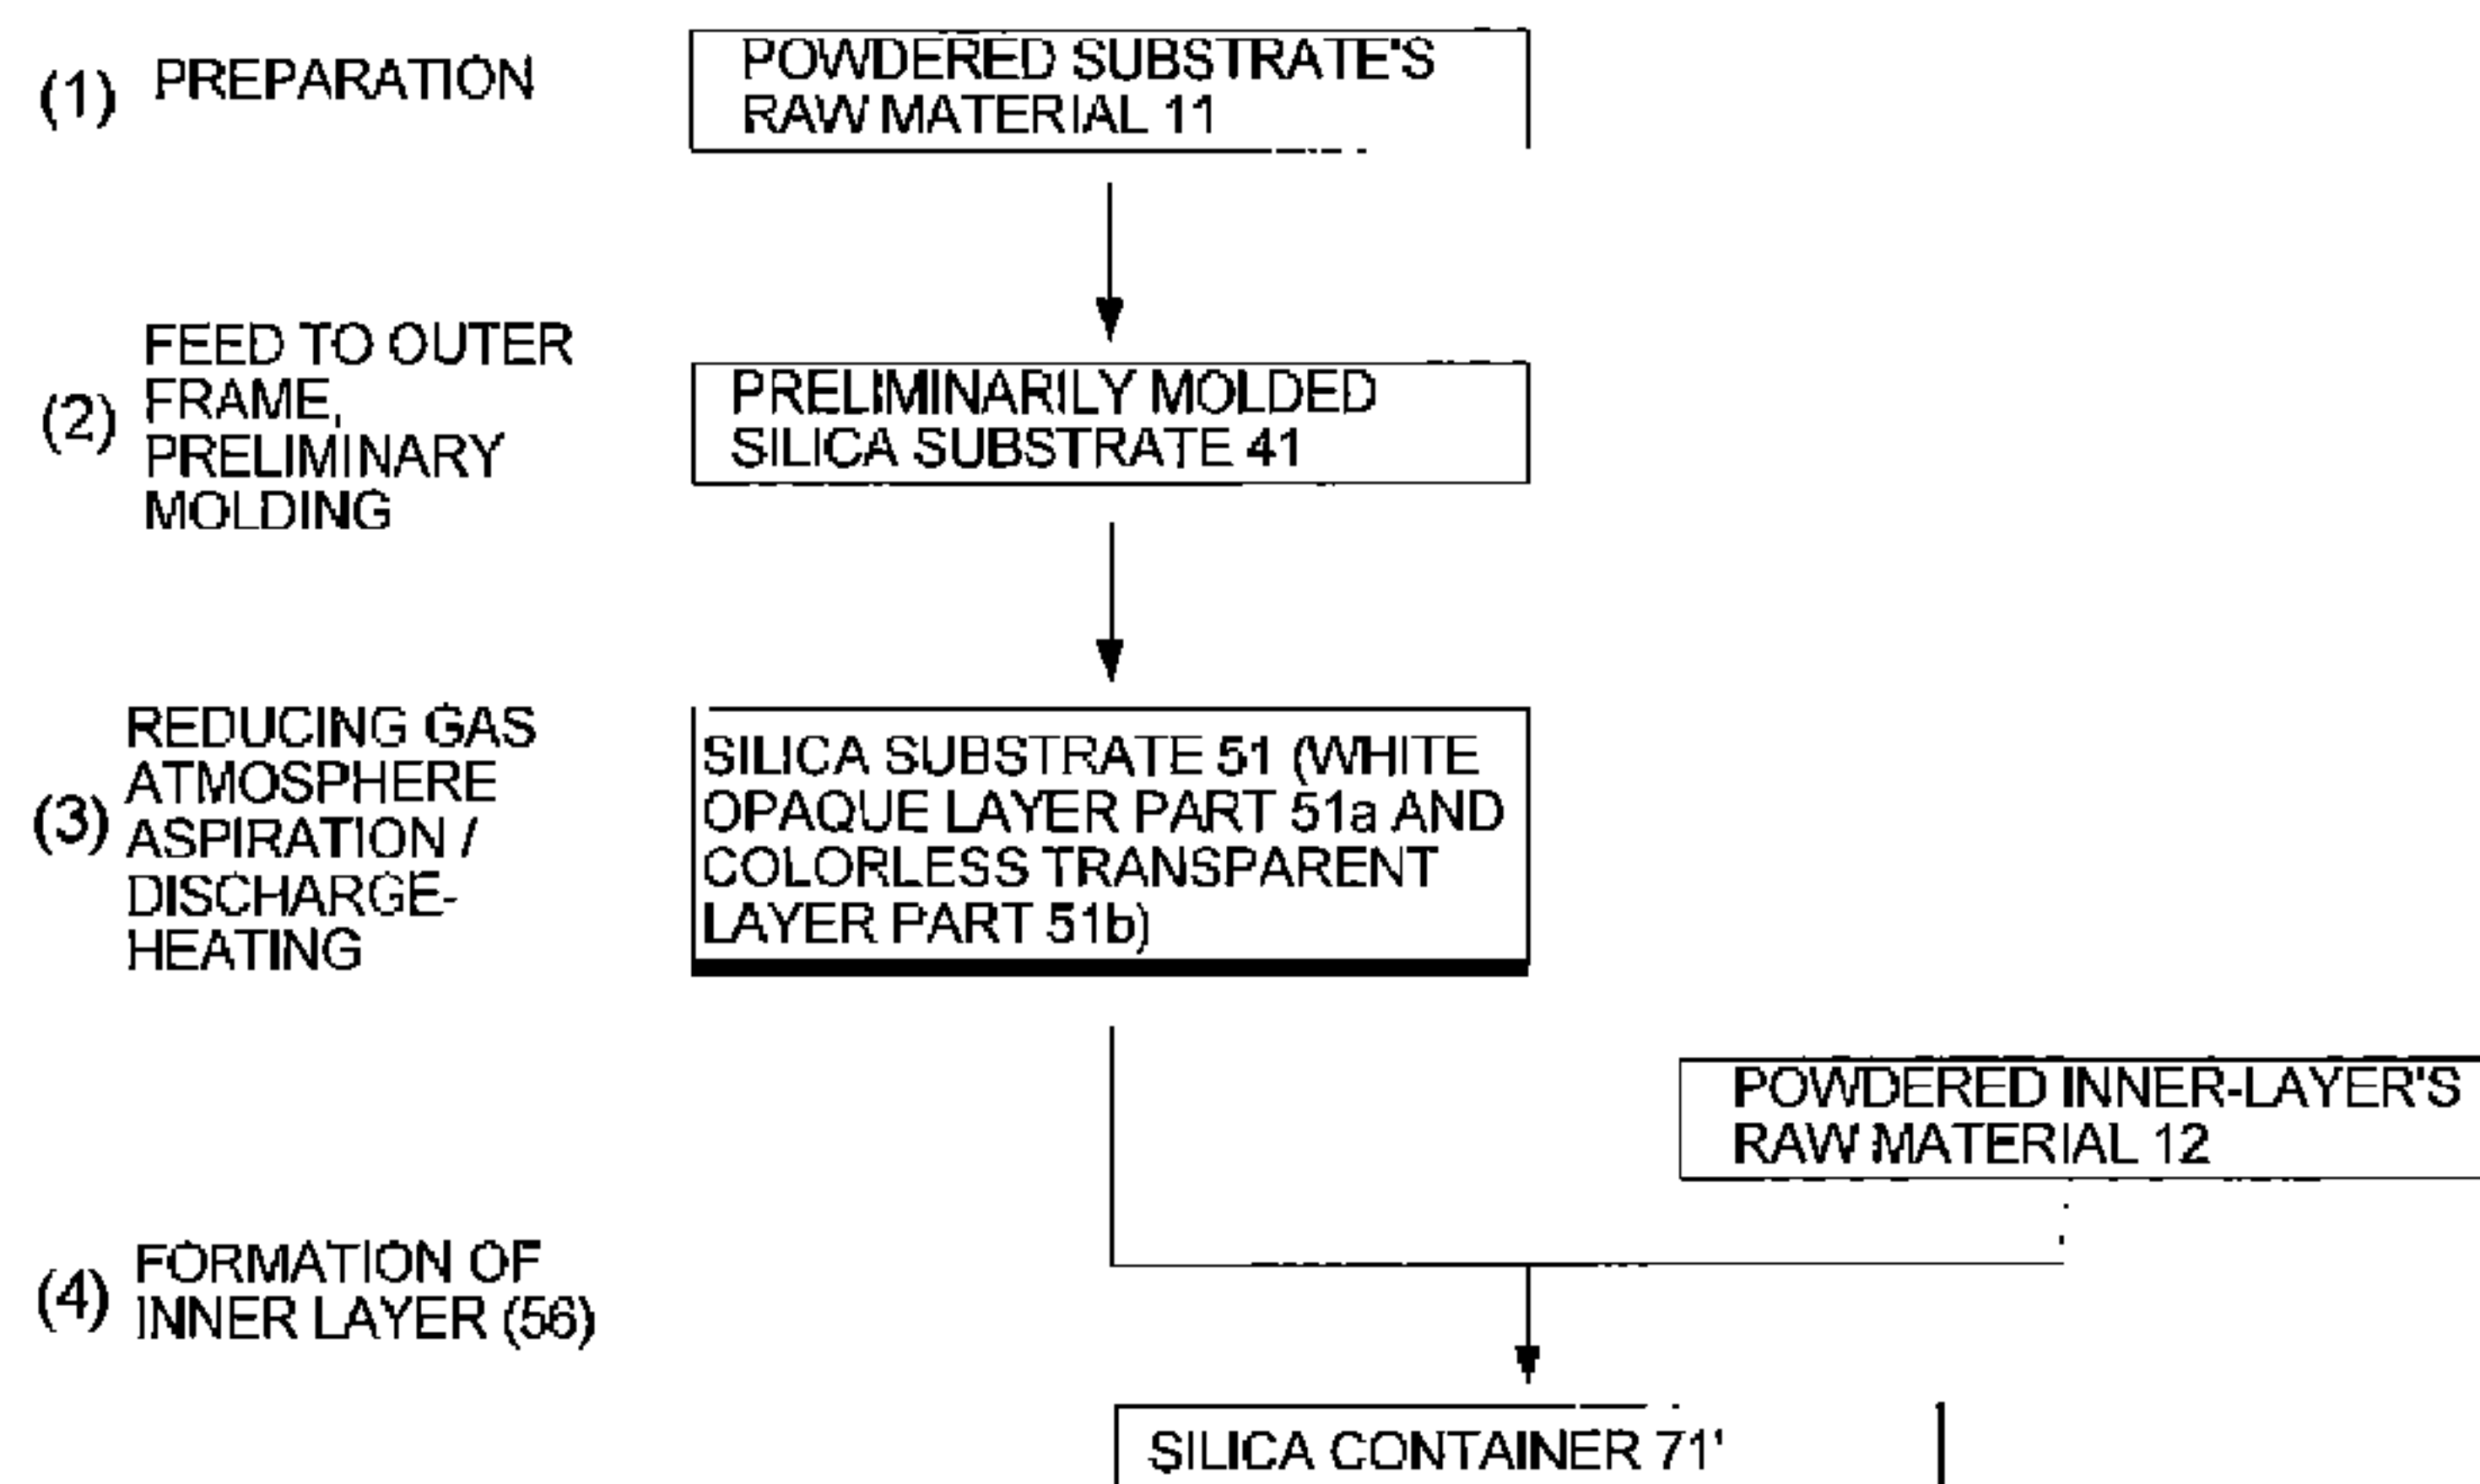 (1) PREPARATION
POWDERED SUBSTRATE'S
RAW MATERIAL 11
(2)
FEED TO OUTER
FRAME,
PRELIMINARY
MOLDING
PRELIMINARILY MOLDED
SILICA SUBSTRATE 41
(3)
REDUCING GAS
ATMOSPHERE
ASPIRATION /
DISCHARGE-
HEATING
SILICA SUBSTRATE 51 (WHITE
OPAQUE LAYER PART 51a AND
COLORLESS TRANSPARENT
LAYER PART 51b)
POWDERED INNER-LAYER'S
RAW MATERIAL 12
(4)
FORMATION OF
INNER LAYER (56)
SILICA CONTAINER 71'